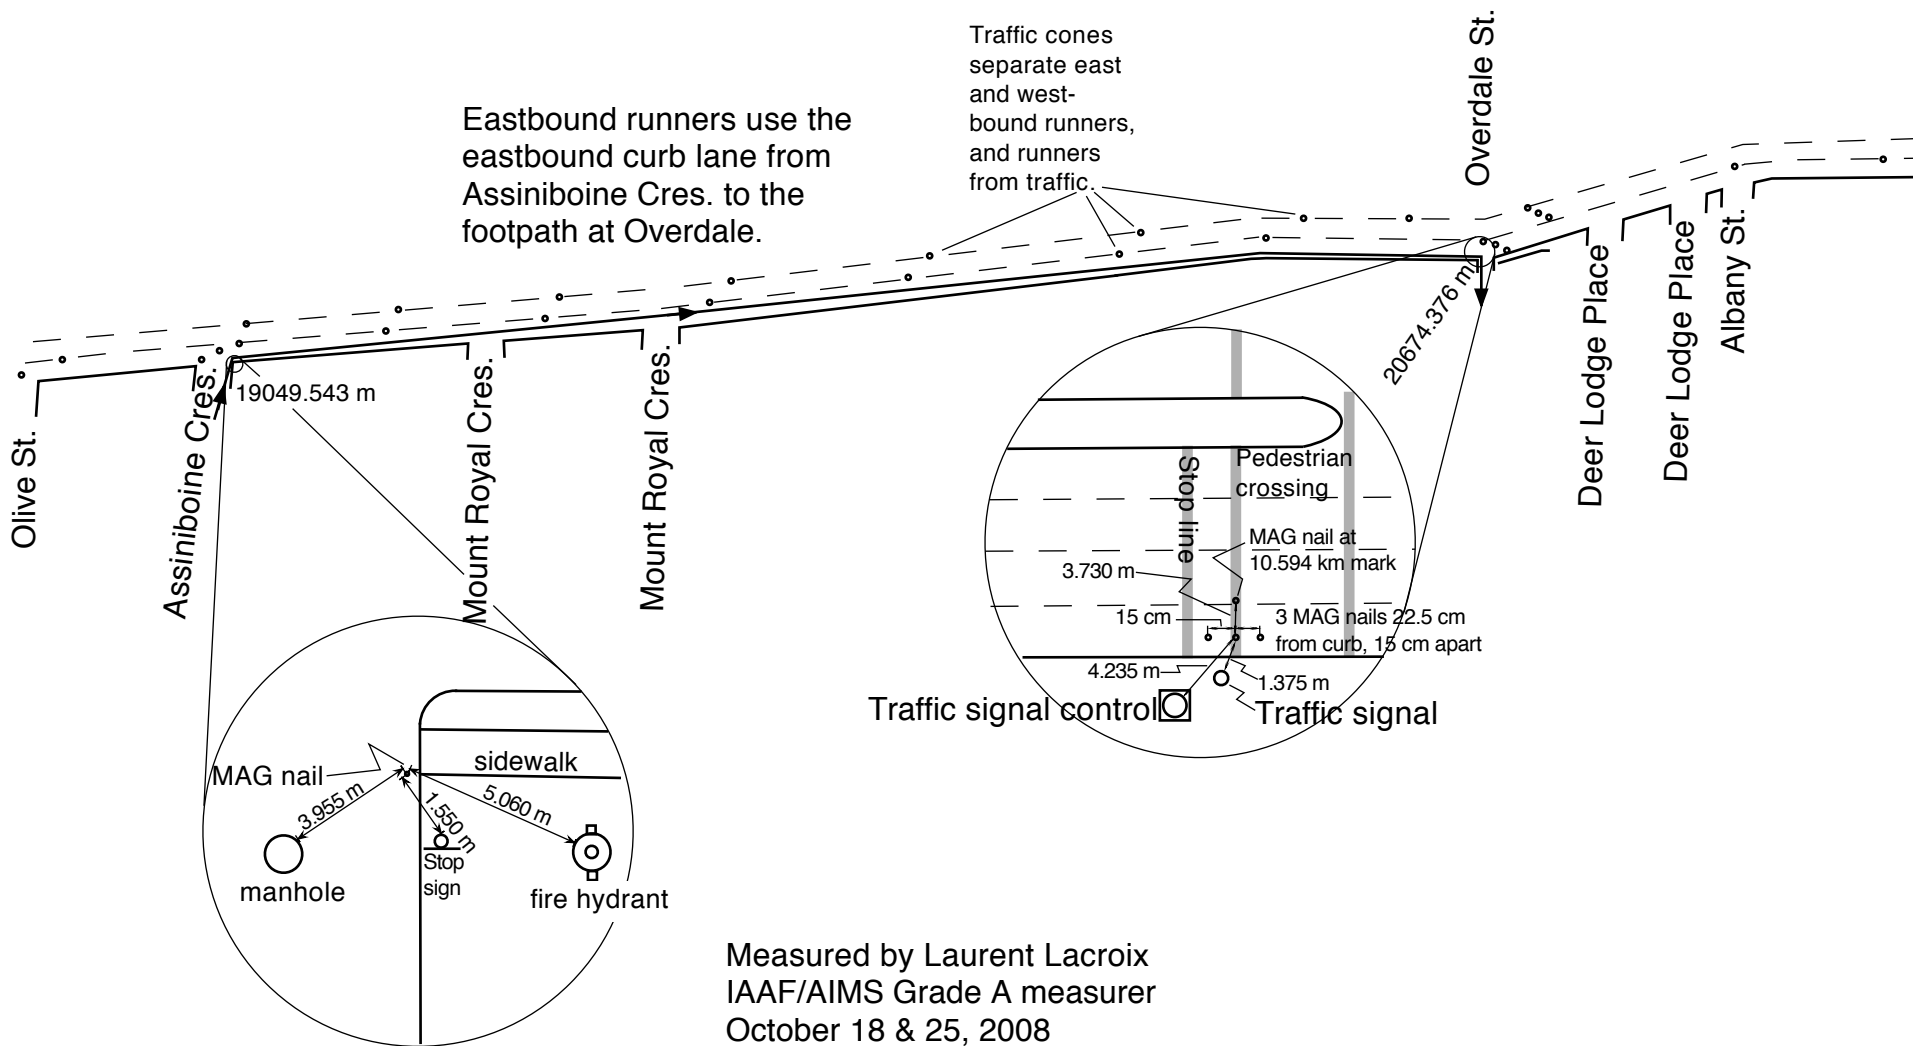 Traffic cones
separate east
and west-
bound runners,
and runners
from traffic.
Overdale St.
Eastbound runners use the
eastbound curb lane from
Assiniboine Cres. to the
footpath at Overdale.
19049.543 m
20674.376 m
Olive St.
Assiniboine Cres.
Mount Royal Cres.
Mount Royal Cres.
Deer Lodge Place
Deer Lodge Place
Albany St.
Stop line
Pedestrian
crossing
MAG nail at
10.594 km mark
3.730 m
15 cm
3 MAG nails 22.5 cm
from curb, 15 cm apart
4.235 m
1.375 m
Traffic signal control
Traffic signal
MAG nail
sidewalk
3.955 m
1.550 m
5.060 m
manhole
Stop
sign
fire hydrant
Measured by Laurent Lacroix
IAAF/AIMS Grade A measurer
October 18 & 25, 2008